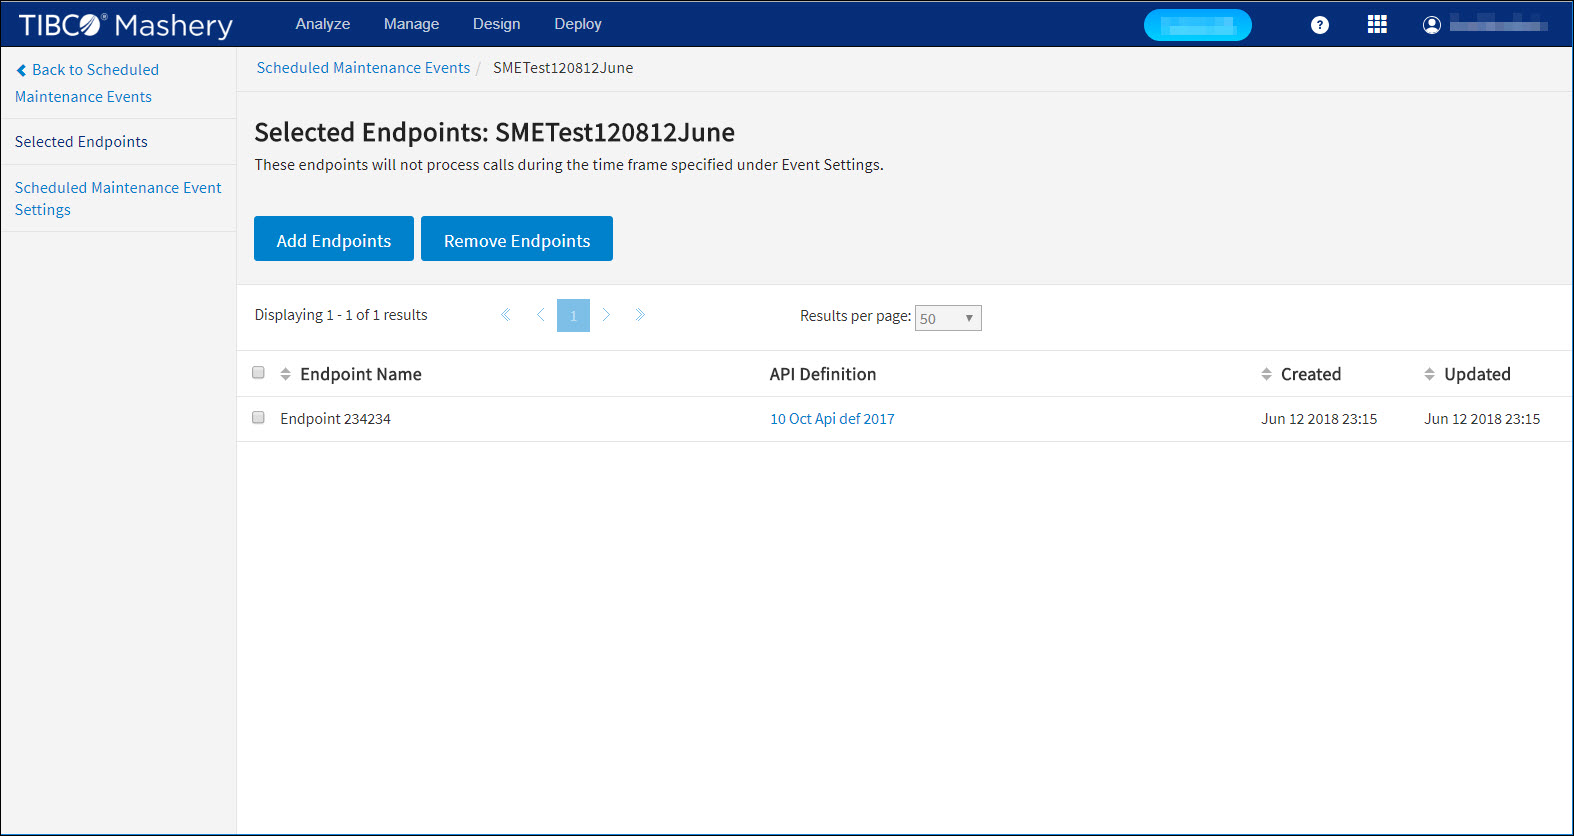 TIBCO® Mashery Analyze Manage Design Deploy ?
Back to Scheduled
Maintenance Events
Selected Endpoints
Scheduled Maintenance Event
Settings
Scheduled Maintenance Events / SMETest120812June
Selected Endpoints: SMETest120812June
These endpoints will not process calls during the time frame specified under Event Settings.
Add Endpoints Remove Endpoints
Displaying 1 - 1 of 1 results « < 1 > » Results per page: 50
Endpoint Name API Definition Created Updated
Endpoint 234234 10 Oct Api def 2017 Jun 12 2018 23:15 Jun 12 2018 23:15